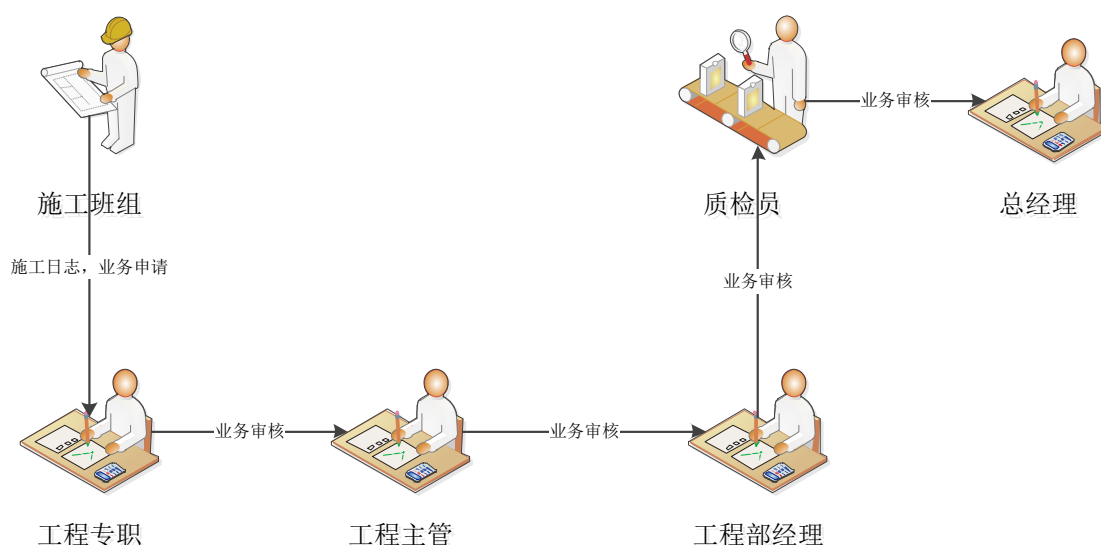 业务审核
施工班组
质检员
总经理
施工日志，业务申请
业务审核
业务审核
业务审核
工程专职
工程主管
工程部经理